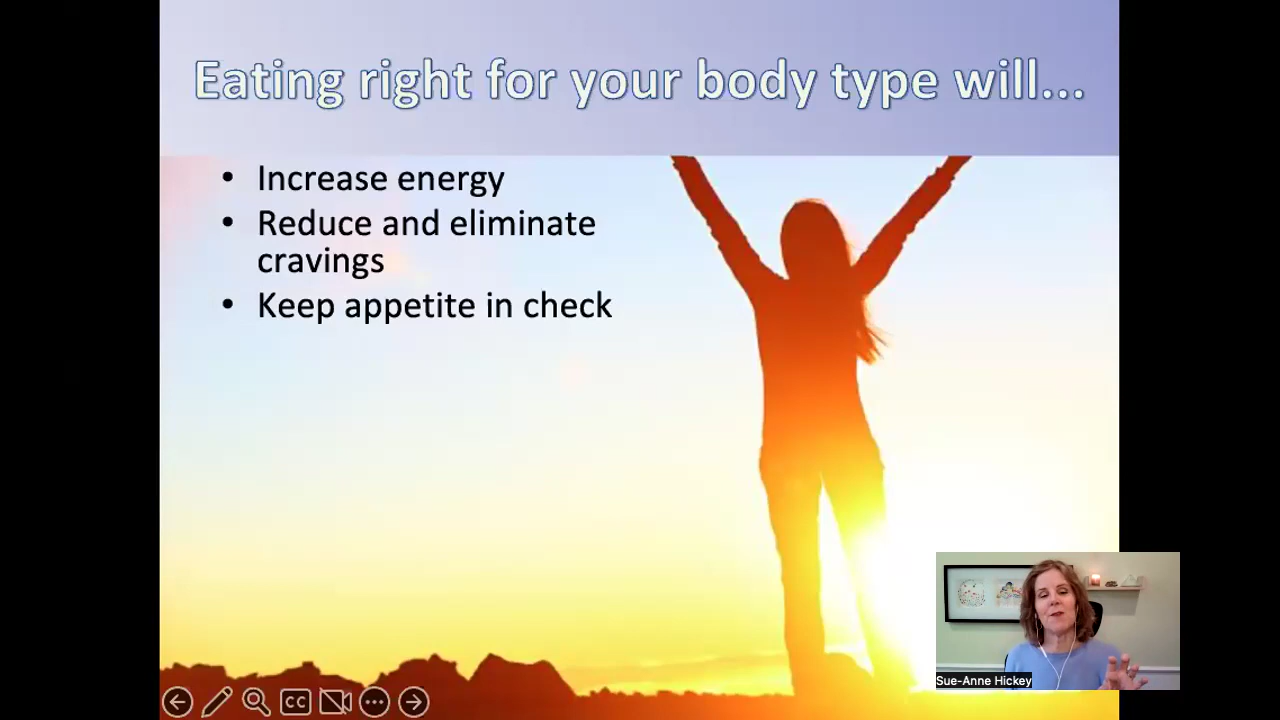 Eating right for your body type will...
• Increase energy
• Reduce and eliminate
cravings
• Keep appetite in check
CC
Sue-Anne Hickey